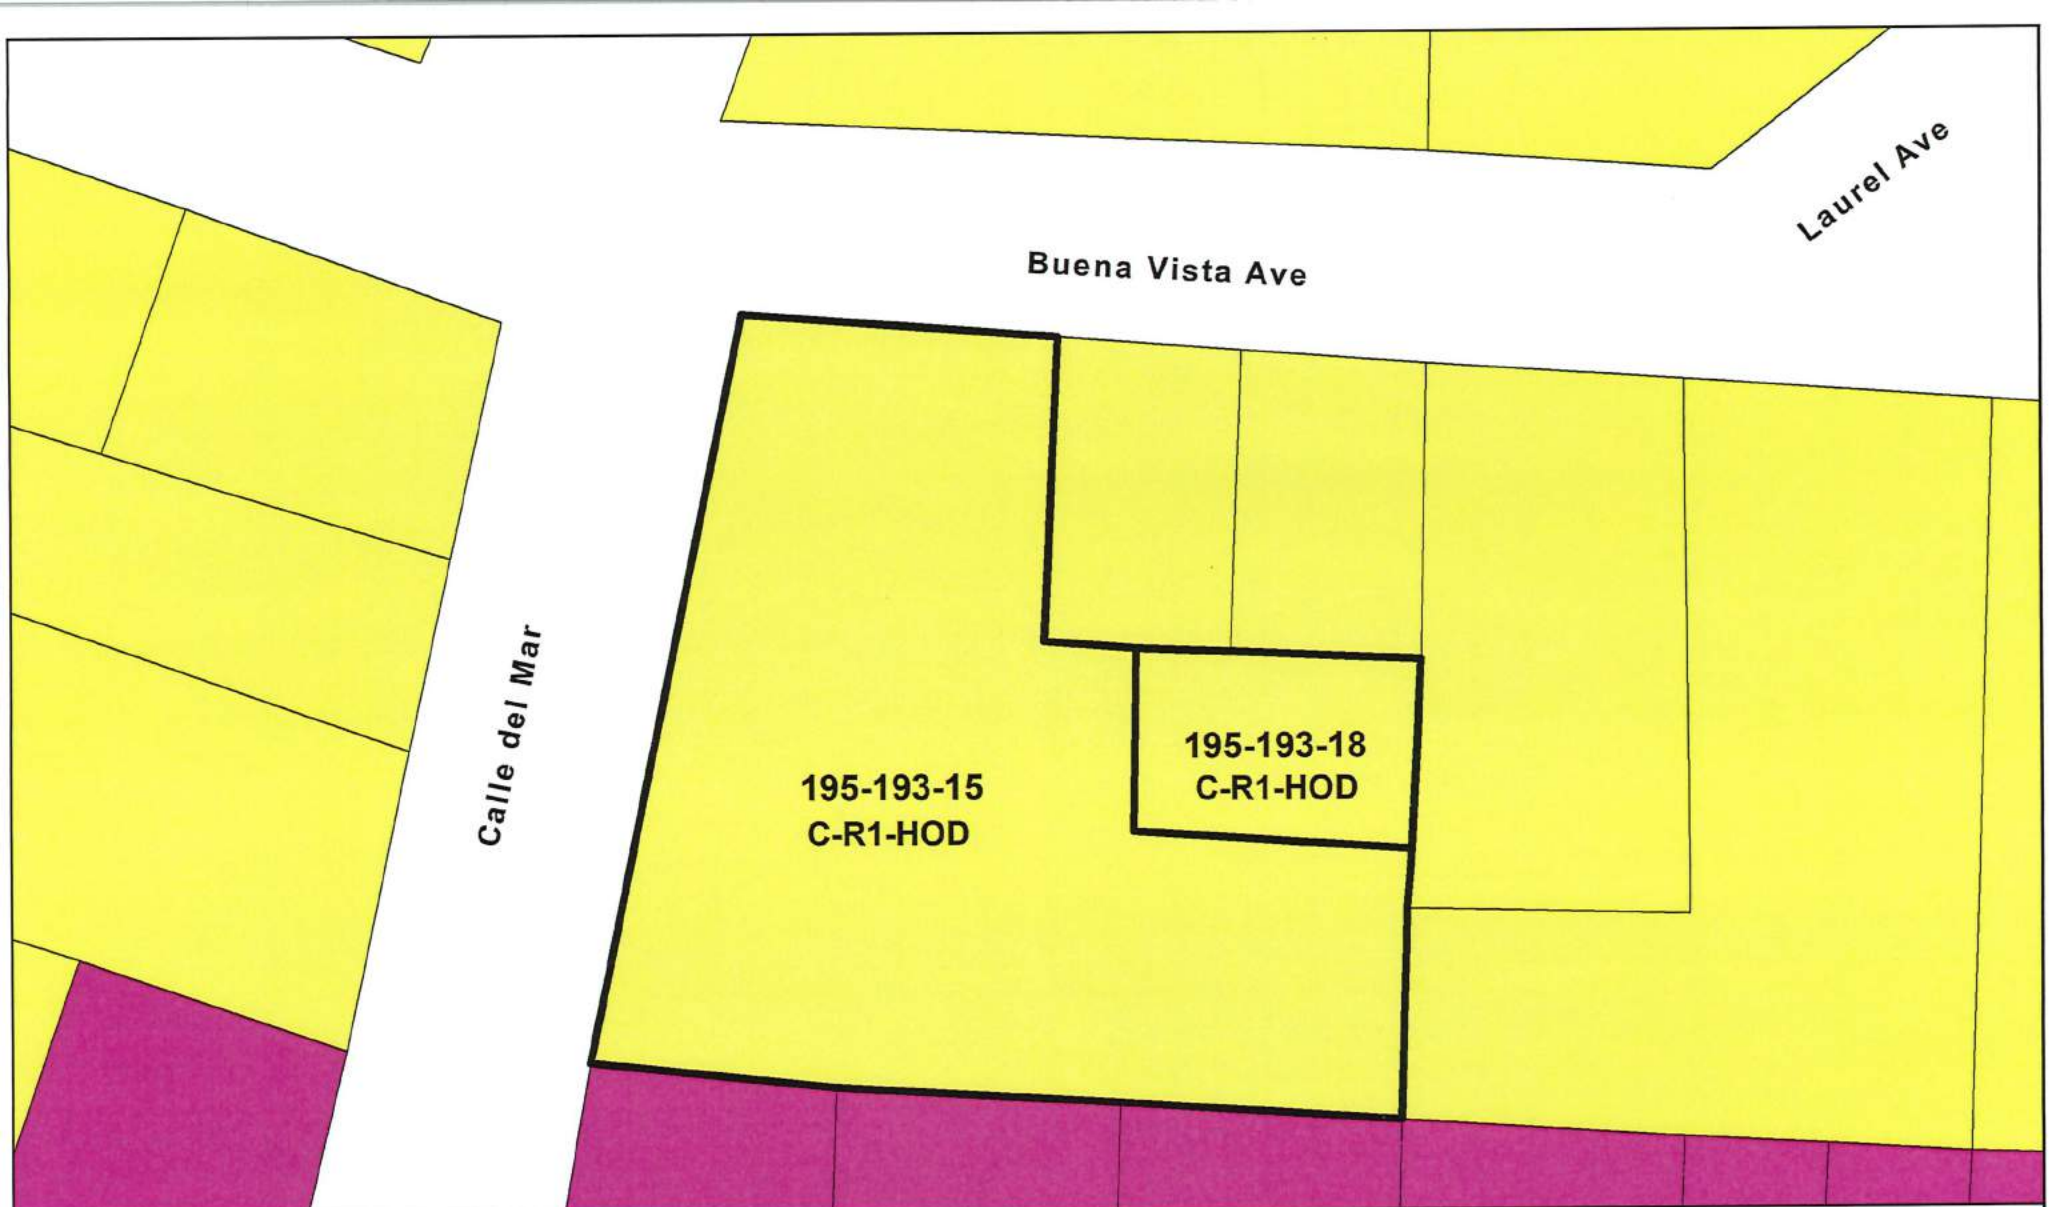 Laurel Ave
Buena Vista Ave
Calle del Mar
195-193-15
C-R1-HOD
195-193-18
C-R1-HOD